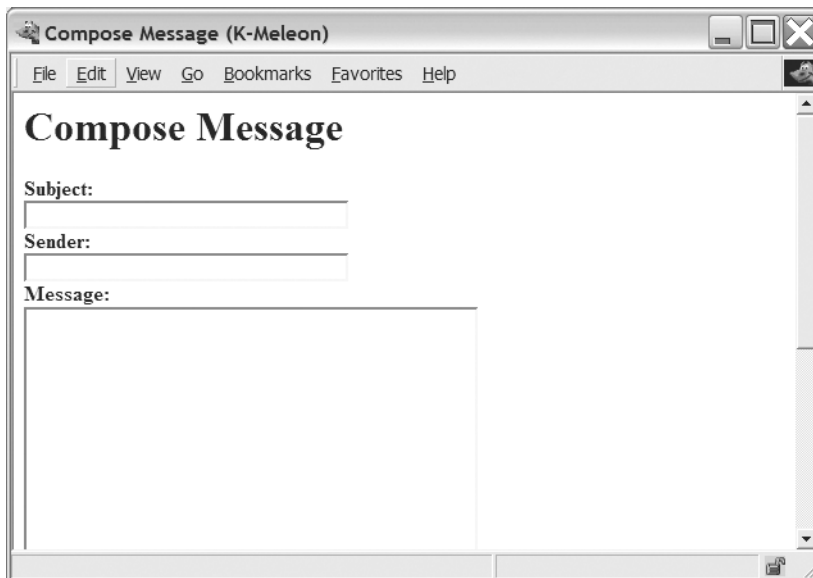 Compose Message (K-Meleon)
File Edit View Go Bookmarks Favorites Help
Compose Message
Subject:
Sender:
Message: